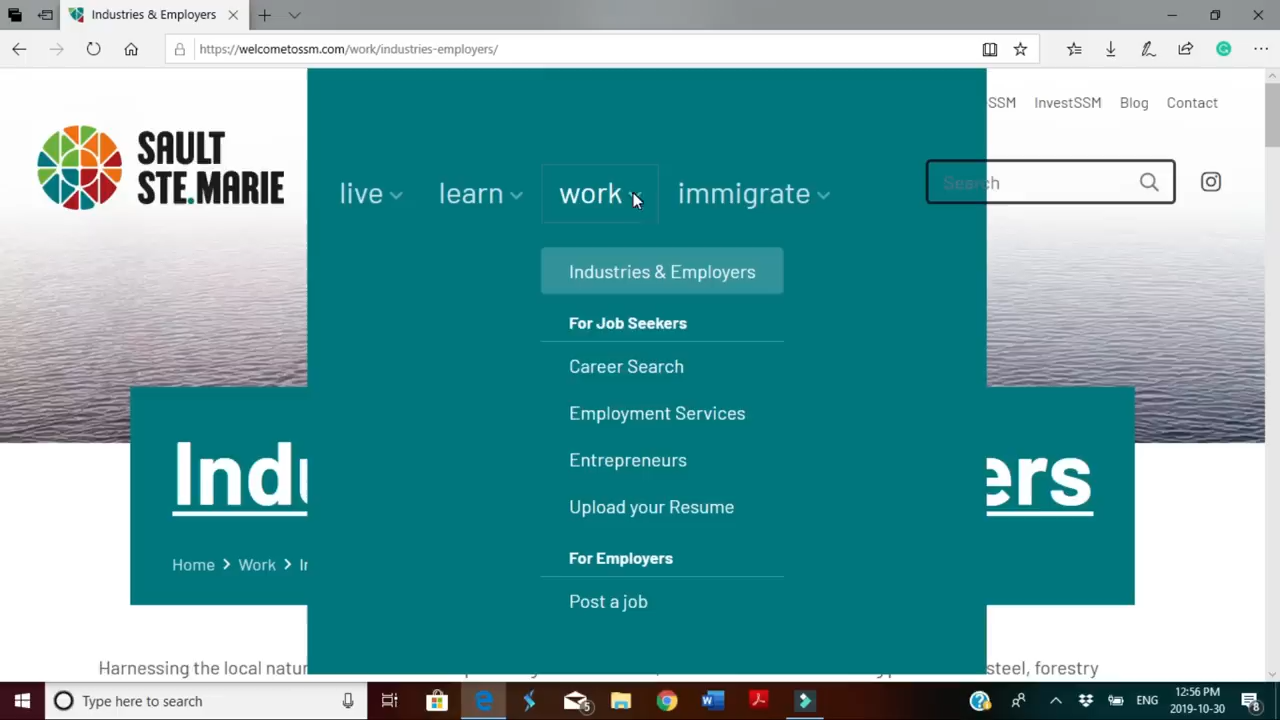 Industries & Employers
https://welcometossm.com/work/industries-employers/
SSM InvestSSM Blog Contact
SAULT
STE.MARIE
live learn work immigrate
Search
Industries & Employers
For Job Seekers
Career Search
Employment Services
Entrepreneurs
Upload your Resume
For Employers
Post a job
Indu ers
Home > Work > In
Harnessing the local natur steel, forestry
Type here to search
5
ENG
12:56 PM
2019-10-30
8